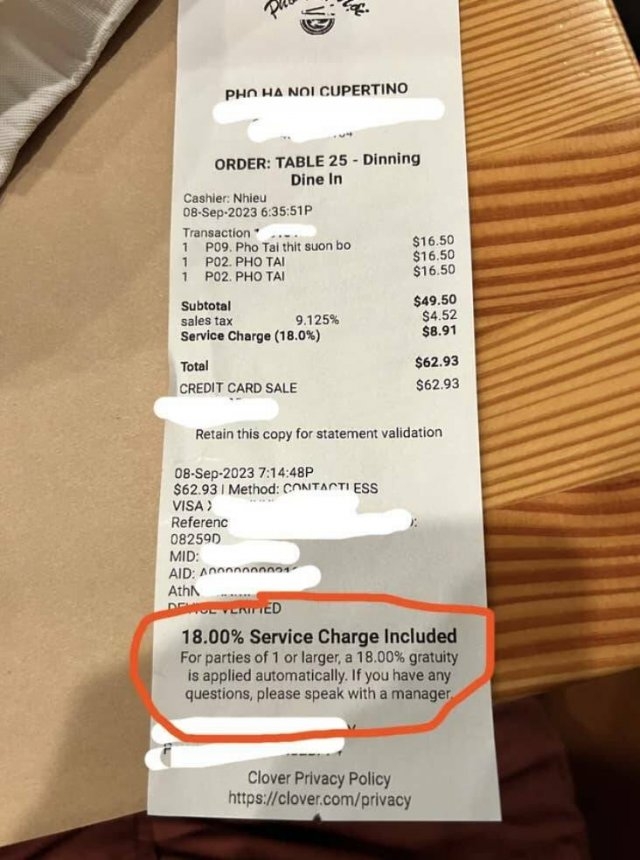 PHO HA NOI CUPERTINO
ORDER: TABLE 25 - Dinning
Dine In
Cashier: Nhieu
08-Sep-2023 6:35:51P
Transaction
1 P09. Pho Tai thit suon bo $16.50
1 P02. PHO TAI $16.50
1 P02. PHO TAI $16.50
Subtotal $49.50
sales tax 9.125% $4.52
Service Charge (18.0%) $8.91
Total $62.93
CREDIT CARD SALE $62.93
Retain this copy for statement validation
08-Sep-2023 7:14:48P
$62.93 | Method: CONTACTLESS
VISA
Referenc
08259D
MID:
AID:
AthN
VERIFIED
18.00% Service Charge Included
For parties of 1 or larger, a 18.00% gratuity
is applied automatically. If you have any
questions, please speak with a manager.
Clover Privacy Policy
https://clover.com/privacy